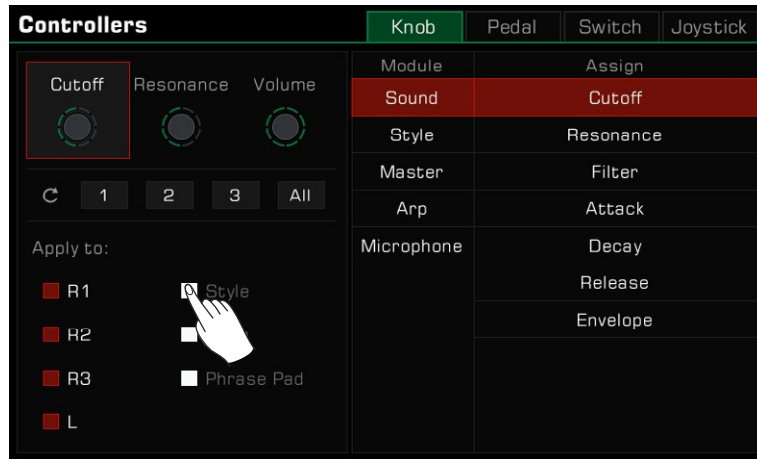 Controllers
Knob Pedal Switch Joystick
Cutoff Resonance Volume
1 2 3 All
Apply to:
R1 Style
R2
R3 Phrase Pad
L
Module Assign
Sound Cutoff
Style Resonance
Master Filter
Arp Attack
Microphone Decay
Release
Envelope